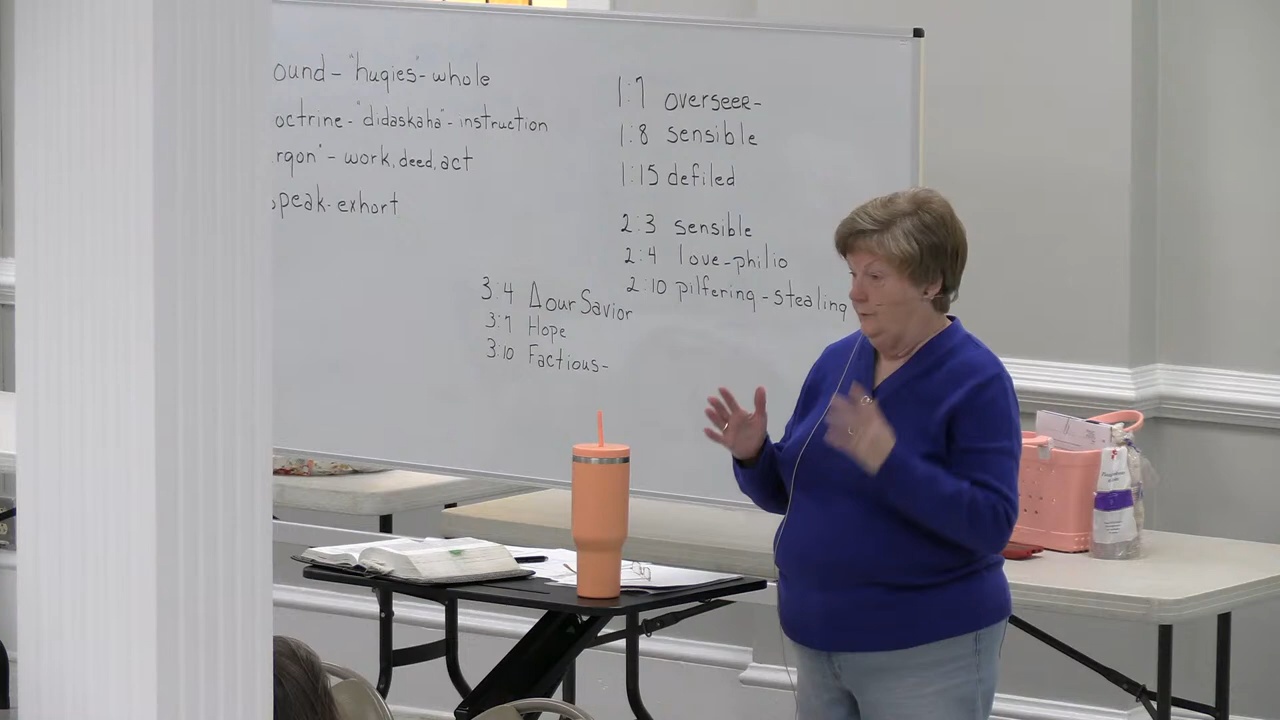 ound - "hugies" - whole
octrine - "didaskaha" - instruction
rgon" - work, deed, act
peak - exhort
1:7 overseer-
1:8 sensible
1:15 defiled
2:3 sensible
2:4 love-philio
2:10 pilfering - stealing
3:4 Δ our Savior
3:7 Hope
3:10 Factious-